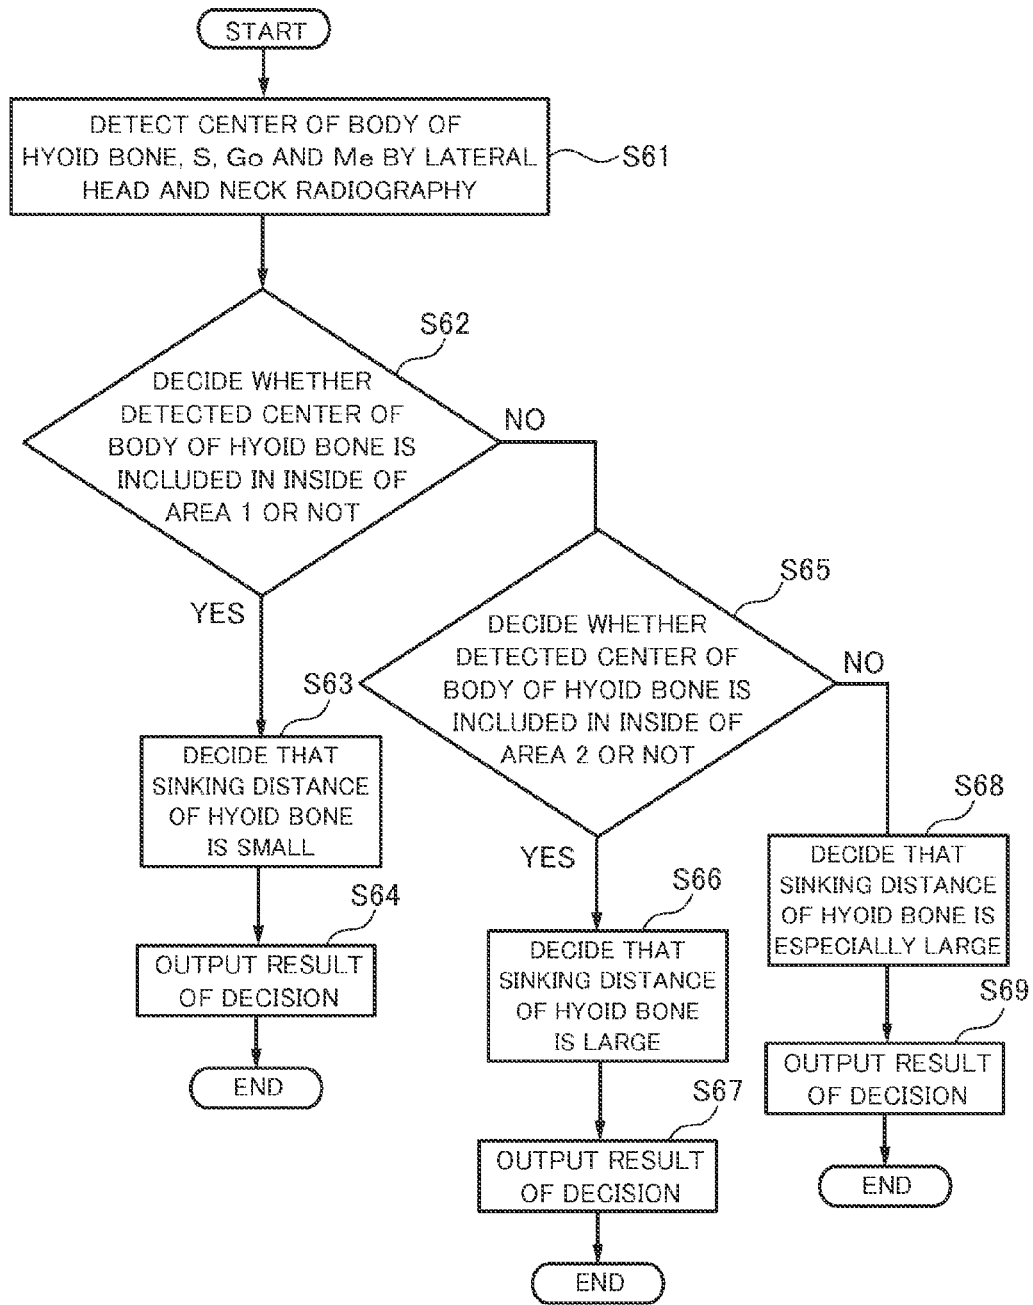 START
DETECT CENTER OF BODY OF
HYOID BONE, S, Go AND Me BY LATERAL
HEAD AND NECK RADIOGRAPHY
S61
S62
DECIDE WHETHER
DETECTED CENTER OF
BODY OF HYOID BONE IS
INCLUDED IN INSIDE OF
AREA 1 OR NOT
NO
YES
S65
DECIDE WHETHER
DETECTED CENTER OF
BODY OF HYOID BONE IS
INCLUDED IN INSIDE OF
AREA 2 OR NOT
NO
YES
S63
DECIDE THAT
SINKING DISTANCE
OF HYOID BONE
IS SMALL
S64
OUTPUT RESULT
OF DECISION
END
S66
DECIDE THAT
SINKING DISTANCE
OF HYOID BONE
IS LARGE
S67
OUTPUT RESULT
OF DECISION
END
S68
DECIDE THAT
SINKING DISTANCE
OF HYOID BONE IS
ESPECIALLY LARGE
S69
OUTPUT RESULT
OF DECISION
END